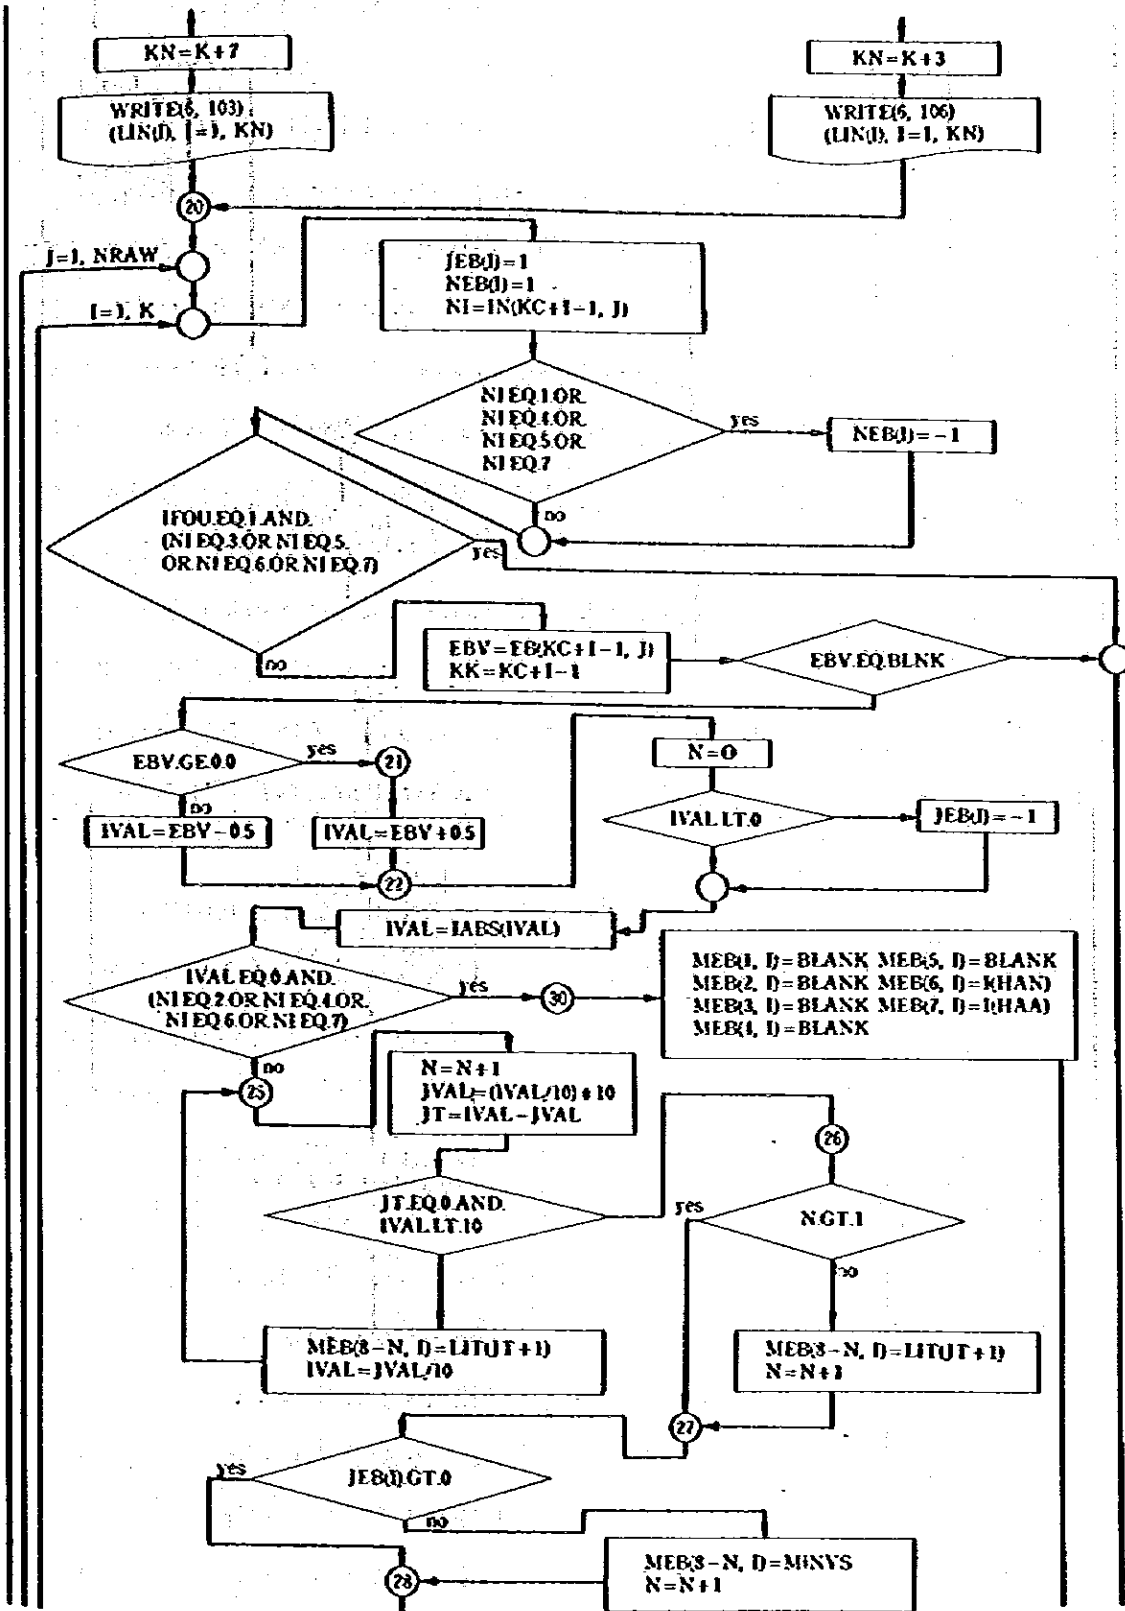 KN=K+7
KN=K+3
WRITE(6, 103)
(LIN(I), I=1, KN)
WRITE(6, 106)
(LIN(I), I=1, KN)
20
J=1, NRAW
I=1, K
JEB(I)=1
NEB(I)=1
NI=IN(KC+I-1, J)
NI EQ.1.OR.
NI EQ.4.OR.
NI EQ.5.OR.
NI EQ.7
yes
NEB(I)=-1
no
IFOU.EQ.1.AND.
(NI EQ.3.OR NI EQ.5.
OR.NI EQ.6.OR NI EQ.7)
yes
no
EBV=EB(KC+I-1, J)
KK=KC+I-1
EBV.EQ.BLNK
EBV.GE.0.0
yes
21
N=0
no
IVAL=EBV-0.5
IVAL=EBV+0.5
IVAL.LT.0
JEB(I)=-1
22
IVAL=IABS(IVAL)
IVAL.EQ.0.AND.
(NI EQ.2.OR NI EQ.4.OR.
NI EQ.6.OR NI EQ.7)
yes
30
MEB(1, I)=BLANK MEB(5, I)=BLANK
MEB(2, I)=BLANK MEB(6, I)=I(HAN)
MEB(3, I)=BLANK MEB(7, I)=I(HAA)
MEB(4, I)=BLANK
no
25
N=N+1
JVAL=(IVAL/10)*10
JT=IVAL-JVAL
26
JT.EQ.0.AND.
IVAL.LT.10
yes
N.GT.1
no
MEB(8-N, I)=LIT(JT+1)
IVAL=JVAL/10
MEB(8-N, I)=LIT(JT+1)
N=N+1
27
yes
JEB(I).GT.0
no
MEB(8-N, I)=MINYS
N=N+1
28